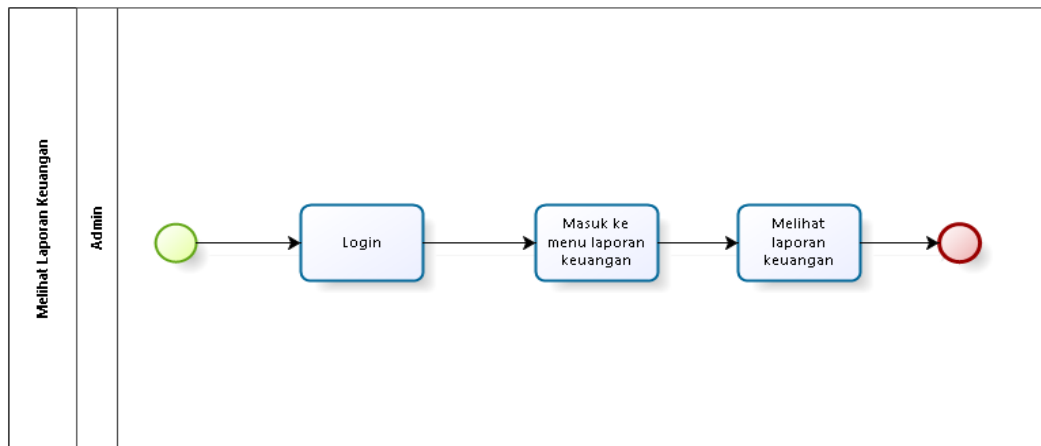 Melihat Laporan Keuangan
Admin
Login
Masuk ke
menu laporan
keuangan
Melihat
laporan
keuangan